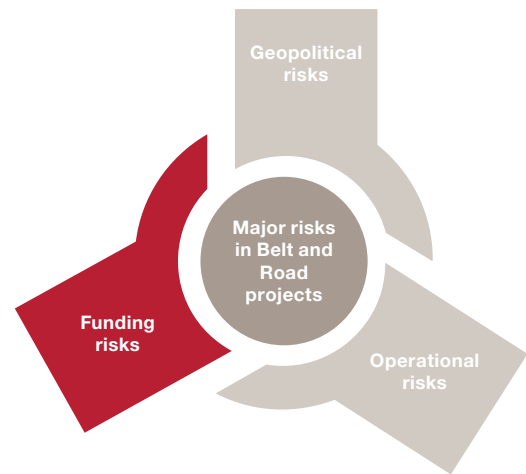 Geopolitical
risks
Major risks
in Belt and
Road
projects
Funding
risks
Operational
risks